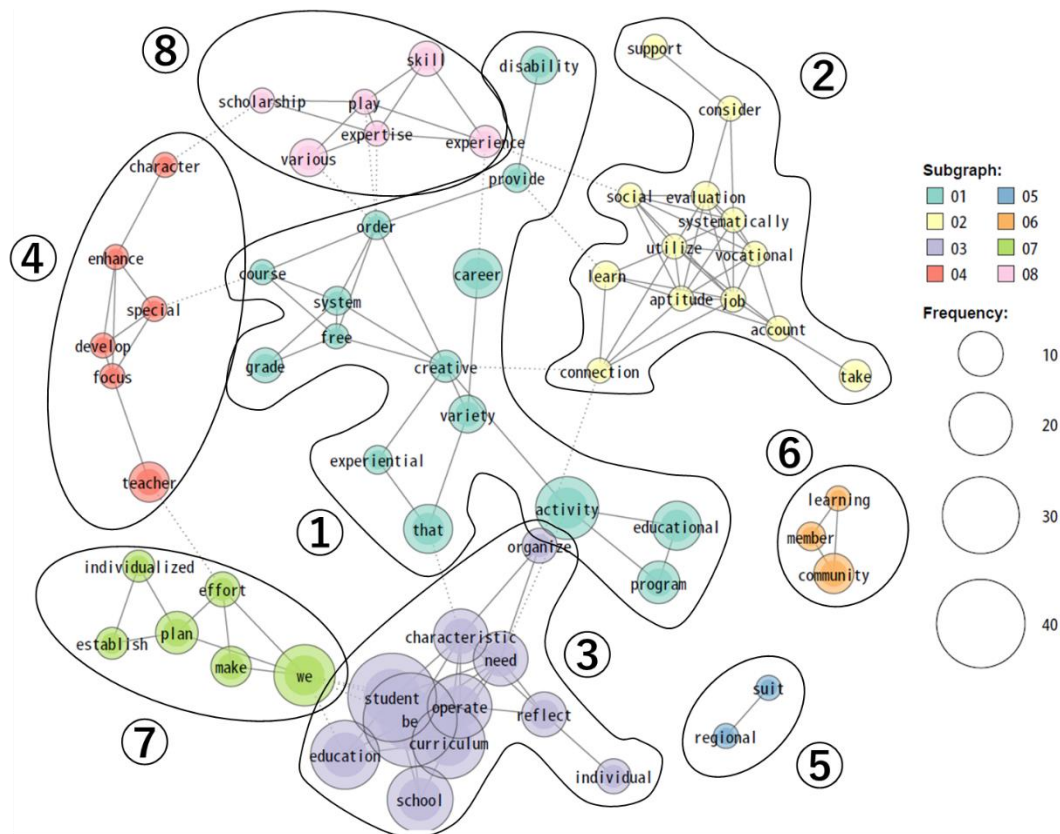 ⑧
skill
disability
support
②
scholarship
play
consider
expertise
various
experience
character
provide
social
evaluation
order
systematically
④
enhance
course
career
utilize
vocational
learn
special
system
aptitude
job
develop
free
account
focus
grade
creative
connection
take
variety
⑥
experiential
learning
teacher
①
that
activity
educational
member
individualized
organize
community
effort
program
establish
plan
characteristic
need
③
make
we
student
operate
suit
be
reflect
regional
⑦
education
curriculum
⑤
school
individual
Subgraph:
01 05
02 06
03 07
04 08
Frequency:
10
20
30
40